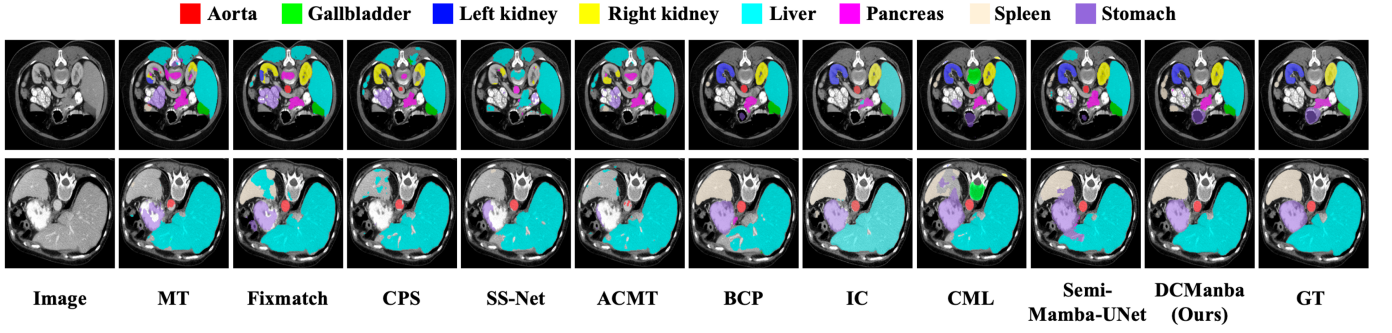 Aorta Gallbladder Left kidney Right kidney Liver Pancreas Spleen Stomach
Image MT Fixmatch CPS SS-Net ACMT BCP IC CML Semi-Mamba-UNet DCManba (Ours) GT